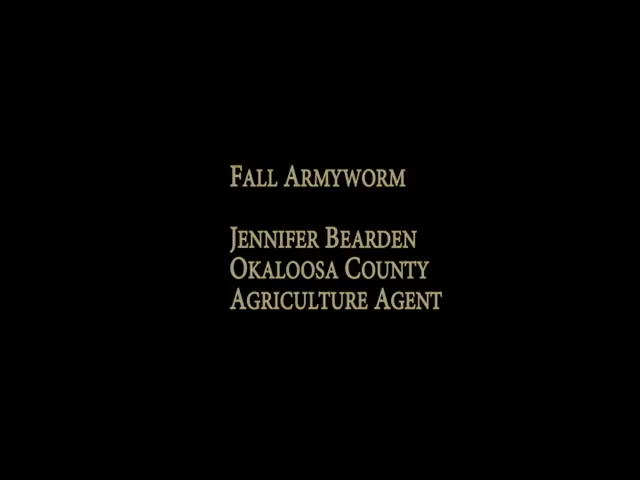 Fall Armyworm
Jennifer Bearden
Okaloosa County
Agriculture Agent